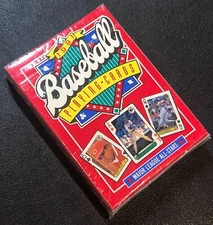 Baseball
PLAYING • CARDS
MAJOR LEAGUE ALL-STARS